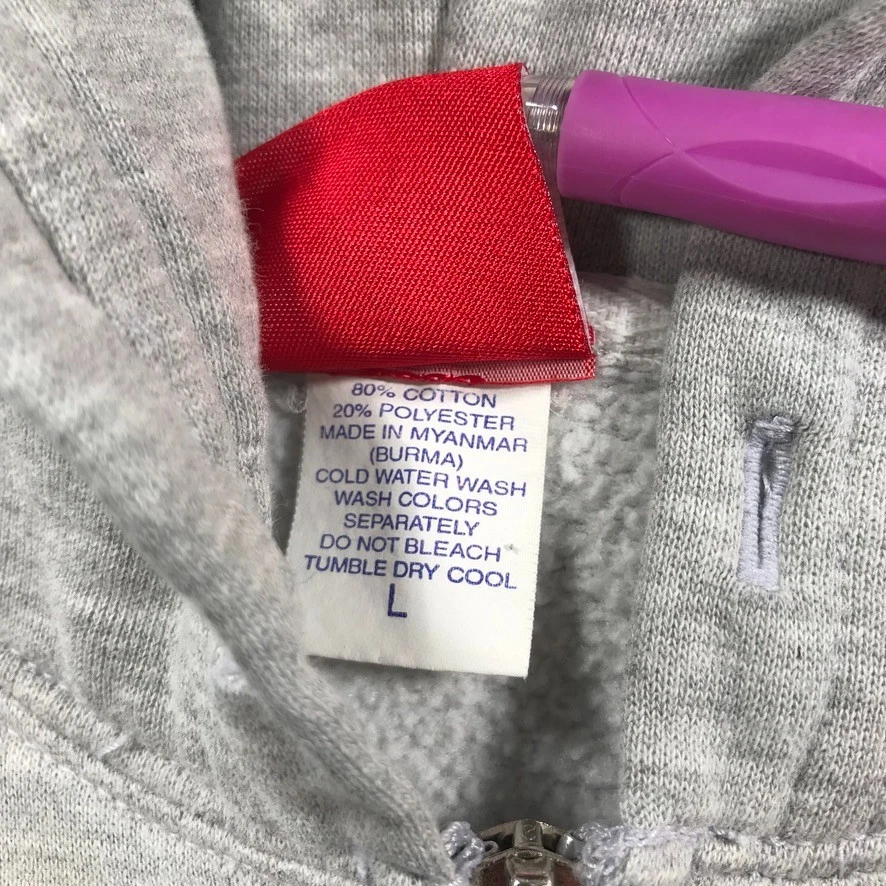 80% COTTON
20% POLYESTER
MADE IN MYANMAR
(BURMA)
COLD WATER WASH
WASH COLORS
SEPARATELY
DO NOT BLEACH
TUMBLE DRY COOL
L